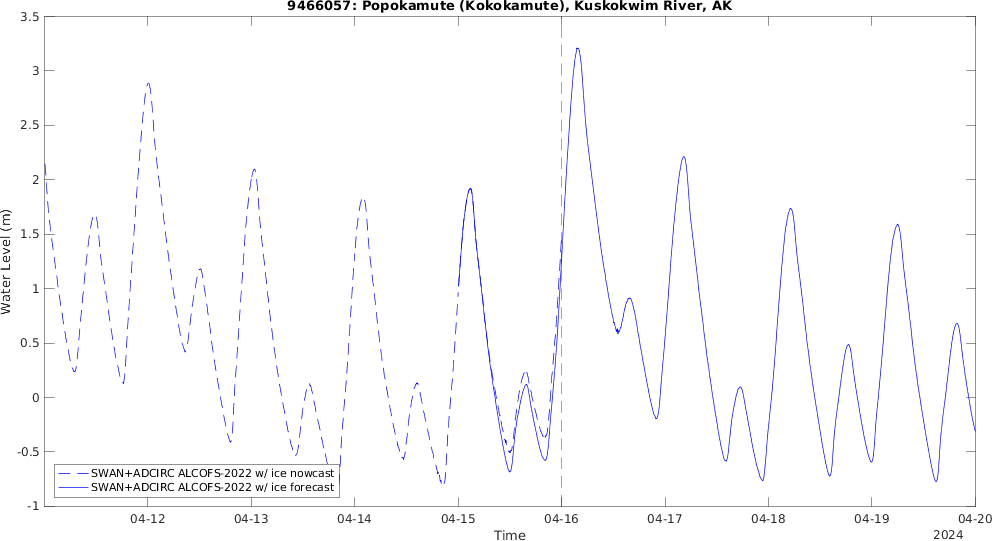 9466057: Popokamute (Kokokamute), Kuskokwim River, AK
3.5
3
2.5
2
1.5
1
0.5
0
-0.5
-1
Water Level (m)
SWAN+ADCIRC ALCOFS-2022 w/ ice nowcast
SWAN+ADCIRC ALCOFS-2022 w/ ice forecast
04-12 04-13 04-14 04-15 04-16 04-17 04-18 04-19 04-20
Time
2024